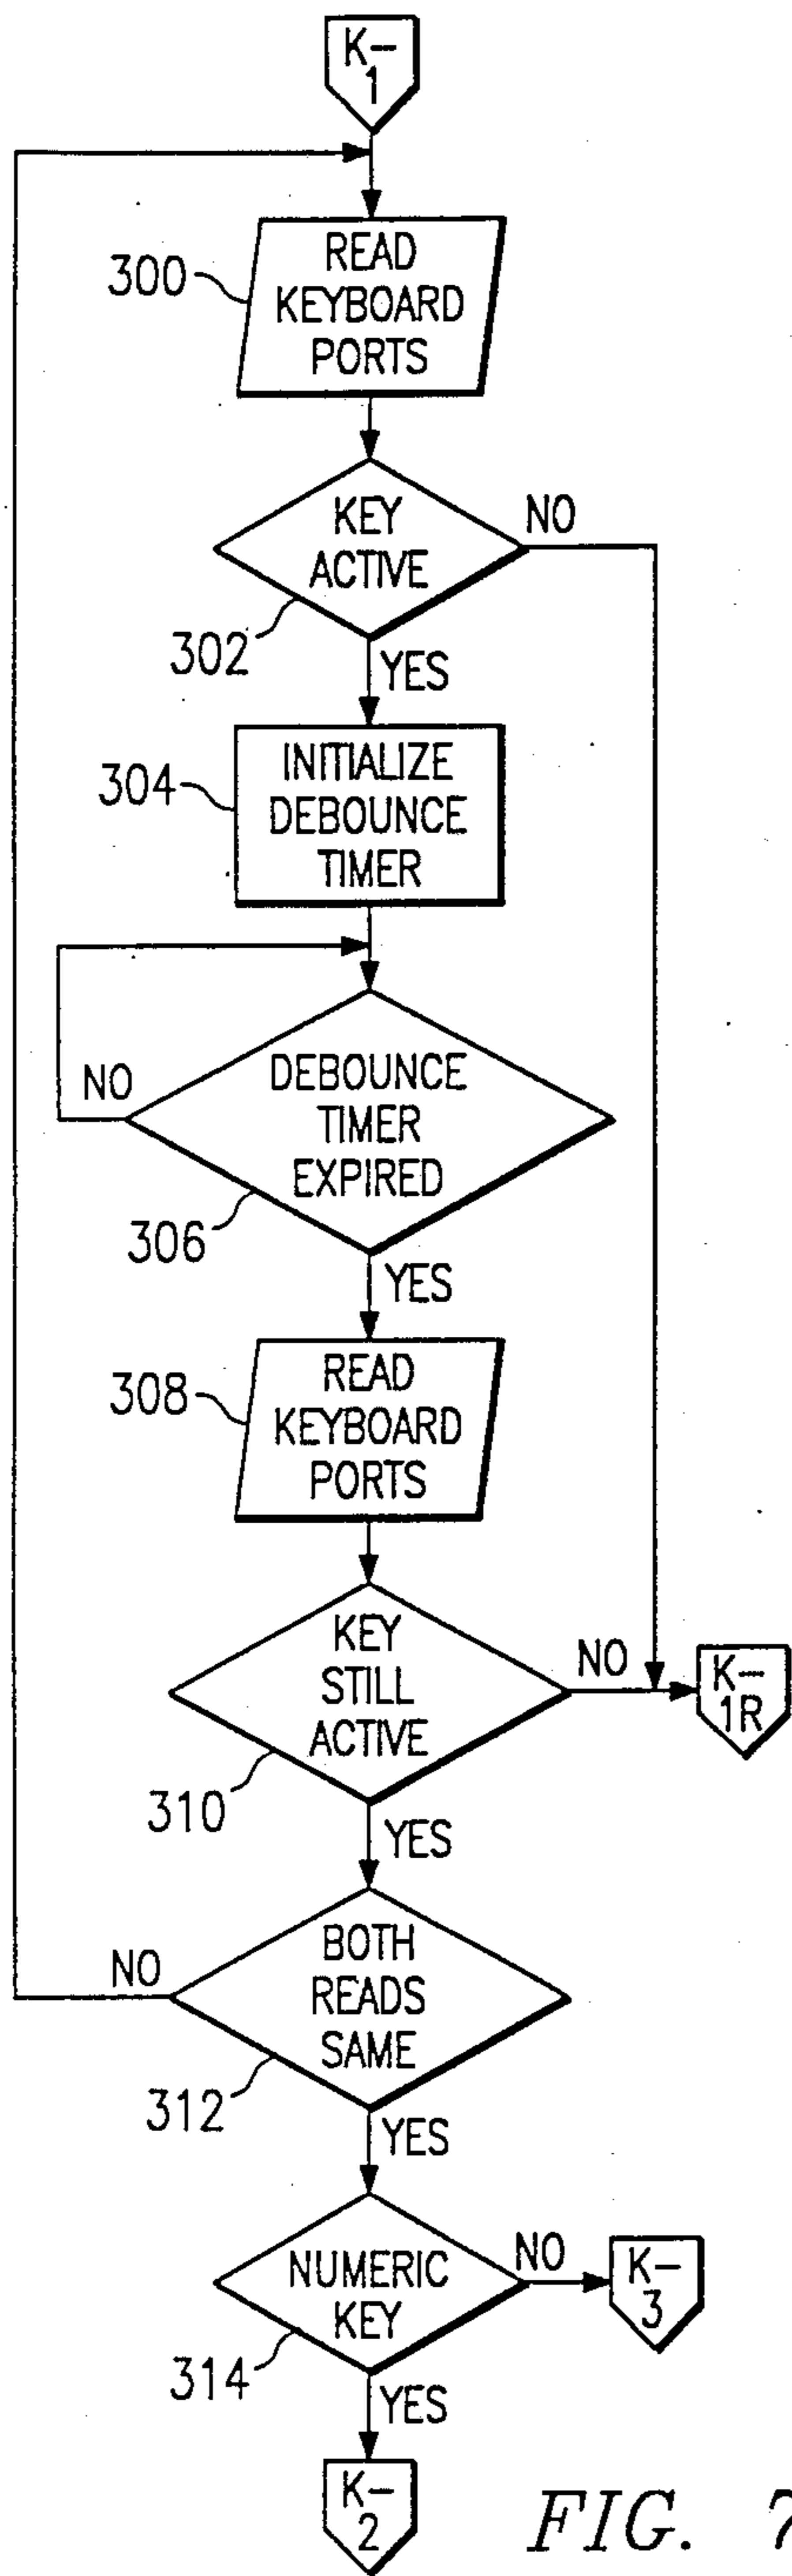 K-
1
READ
KEYBOARD
PORTS
300
KEY
ACTIVE
NO
302
YES
INITIALIZE
DEBOUNCE
TIMER
304
DEBOUNCE
TIMER
EXPIRED
NO
306
YES
READ
KEYBOARD
PORTS
308
KEY
STILL
ACTIVE
NO
K-
1R
310
YES
BOTH
READS
SAME
NO
312
YES
NUMERIC
KEY
NO
K-
3
314
YES
K-
2
FIG. 7